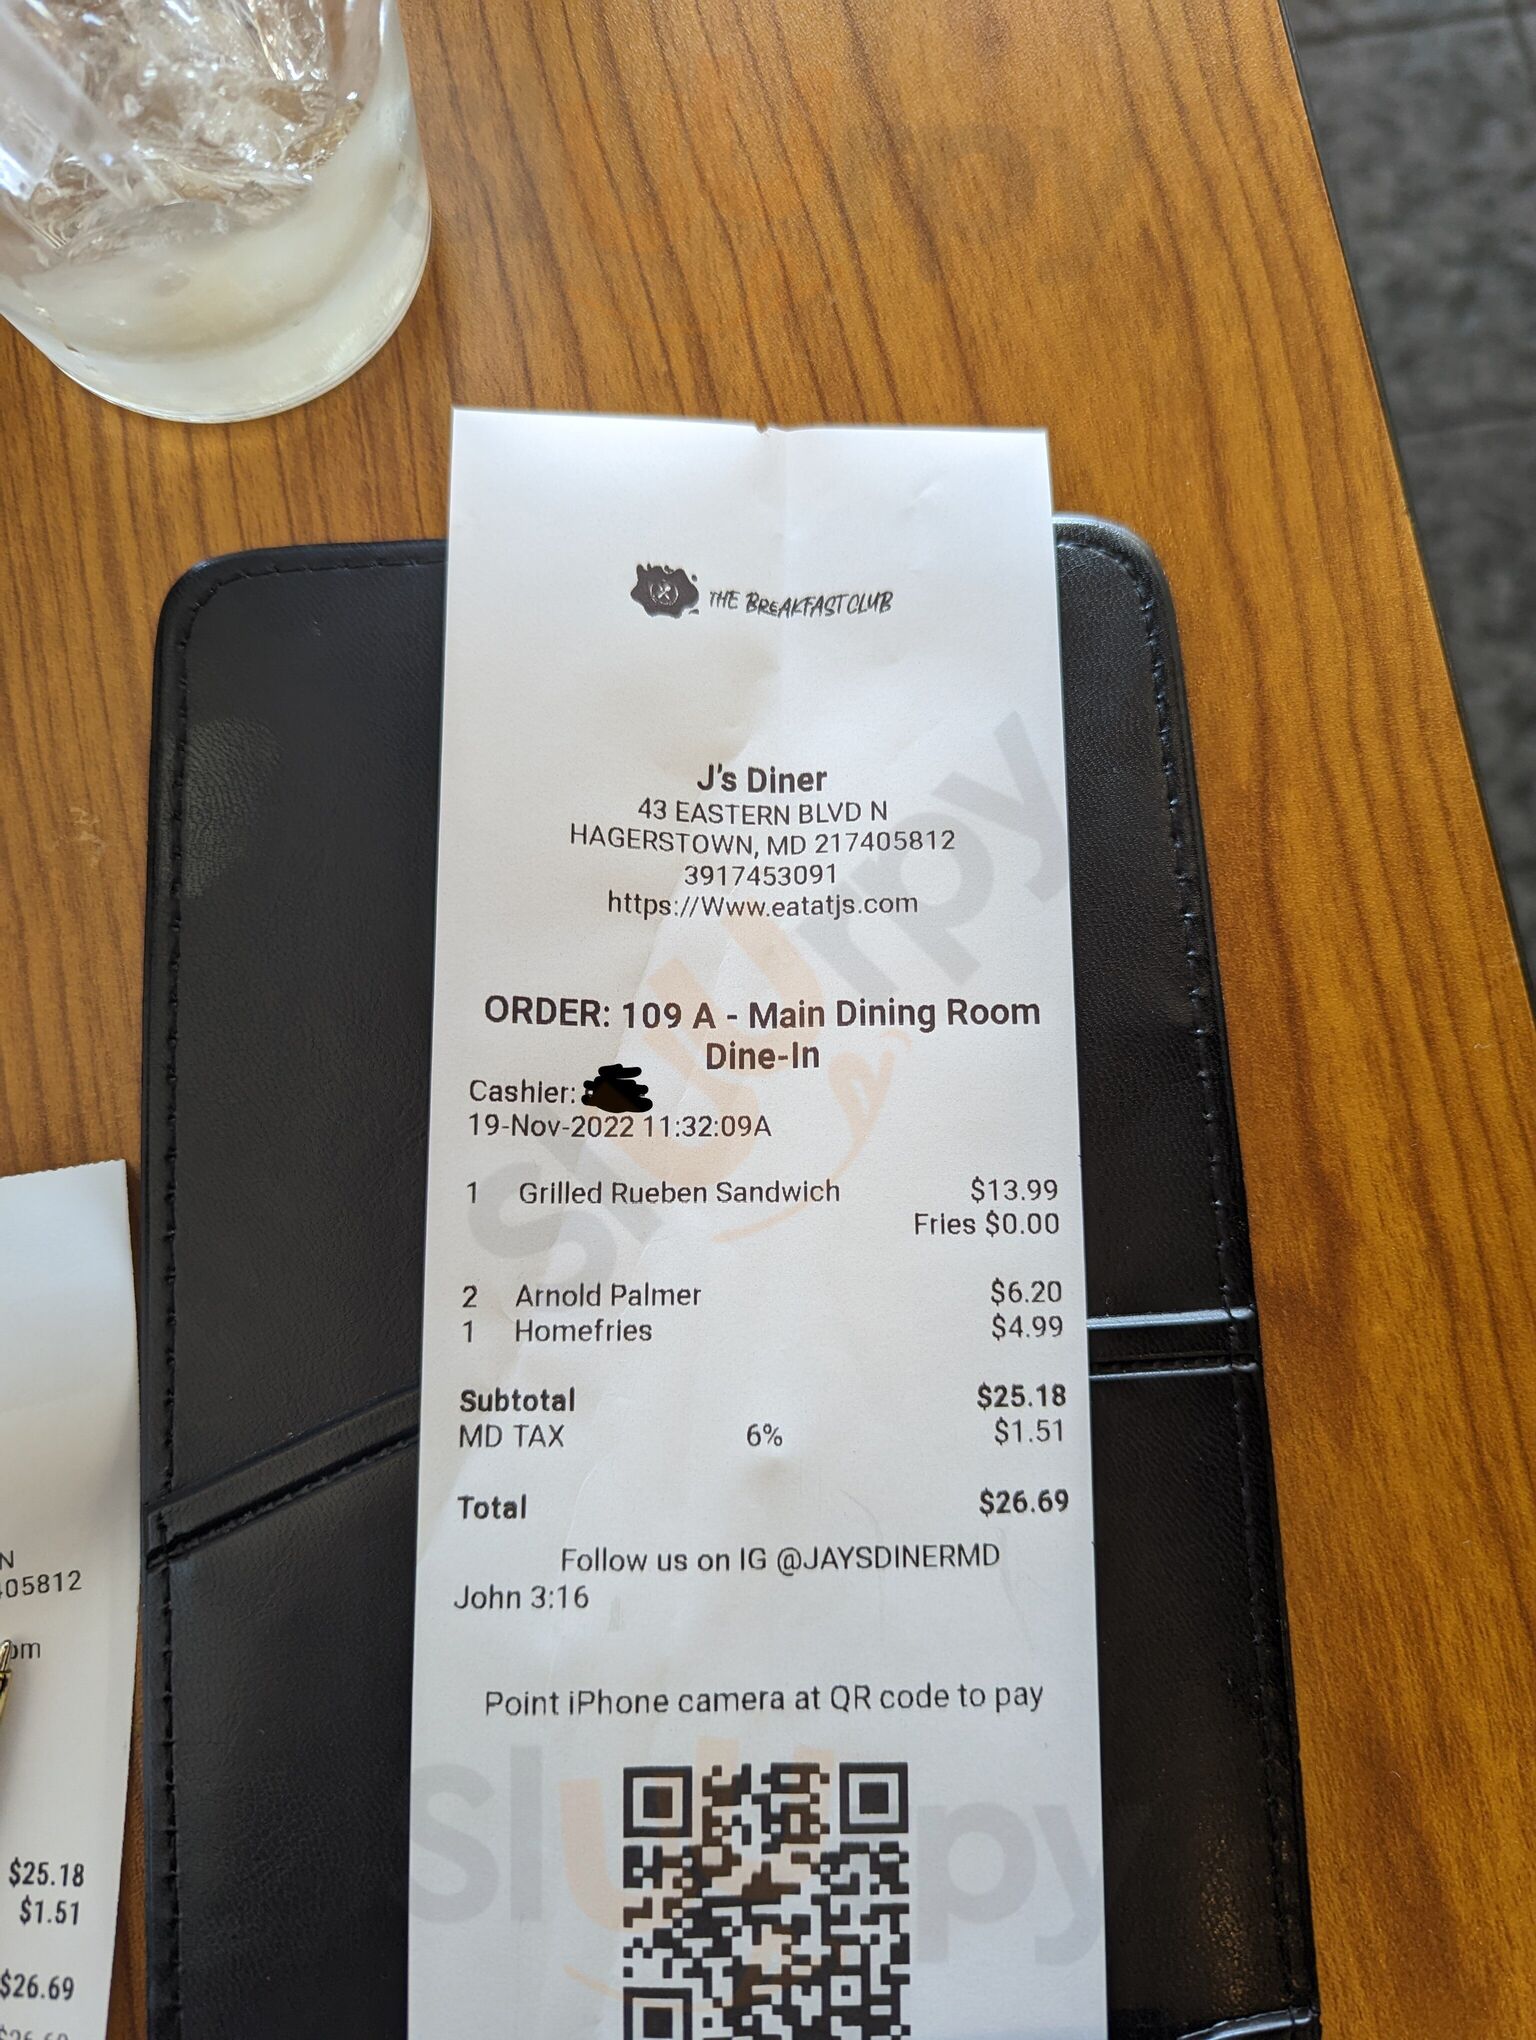 THE BREAKFAST CLUB
J's Diner
43 EASTERN BLVD N
HAGERSTOWN, MD 217405812
3917453091
https://Www.eatatjs.com
ORDER: 109 A - Main Dining Room
Dine-In
Cashier:
19-Nov-2022 11:32:09A
1 Grilled Rueben Sandwich $13.99
Fries $0.00
2 Arnold Palmer $6.20
1 Homefries $4.99
Subtotal $25.18
MD TAX 6% $1.51
Total $26.69
Follow us on IG @JAYSDINERMD
John 3:16
Point iPhone camera at QR code to pay
N
05812
om
$25.18
$1.51
$26.69
Slurpy
Slurpy